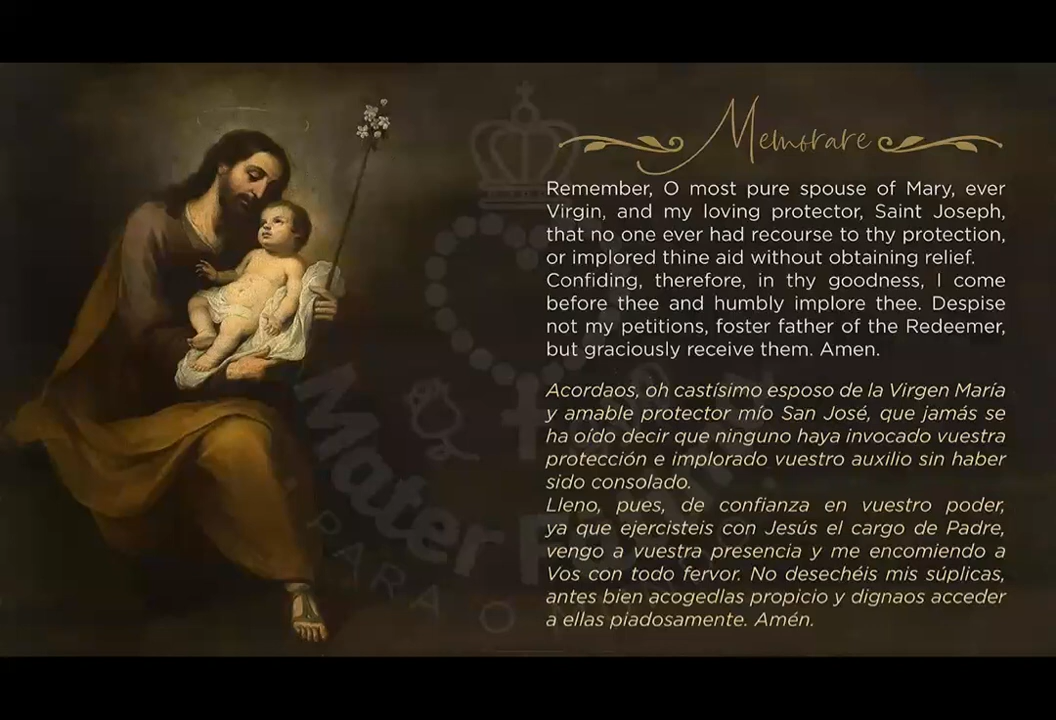 Memorare
Remember, O most pure spouse of Mary, ever
Virgin, and my loving protector, Saint Joseph,
that no one ever had recourse to thy protection,
or implored thine aid without obtaining relief.
Confiding, therefore, in thy goodness, I come
before thee and humbly implore thee. Despise
not my petitions, foster father of the Redeemer,
but graciously receive them. Amen.
Acordaos, oh castísimo esposo de la Virgen María
y amable protector mío San José, que jamás se
ha oído decir que ninguno haya invocado vuestra
protección e implorado vuestro auxilio sin haber
sido consolado.
Lleno, pues, de confianza en vuestro poder,
ya que ejercisteis con Jesús el cargo de Padre,
vengo a vuestra presencia y me encomiendo a
Vos con todo fervor. No desechéis mis súplicas,
antes bien acogedlas propicio y dignaos acceder
a ellas piadosamente. Amén.
Mater
PARA